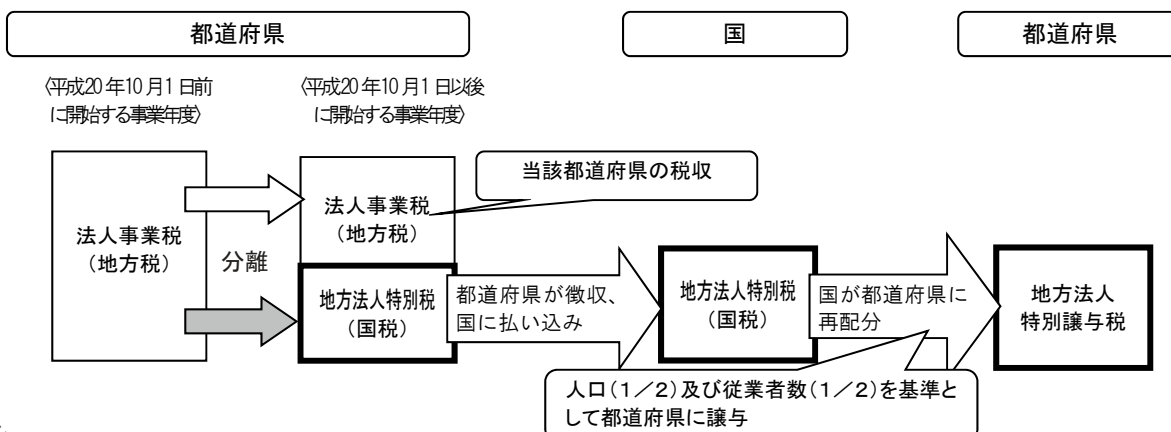 都道府県
国
都道府県
〈平成20年10月1日前
に開始する事業年度〉
〈平成20年10月1日以後
に開始する事業年度〉
法人事業税
（地方税）
分離
法人事業税
（地方税）
当該都道府県の税収
地方法人特別税
（国税）
都道府県が徴収、
国に払い込み
地方法人特別税
（国税）
国が都道府県に
再配分
地方法人
特別譲与税
人口（１／２）及び従業者数（１／２）を基準と
して都道府県に譲与